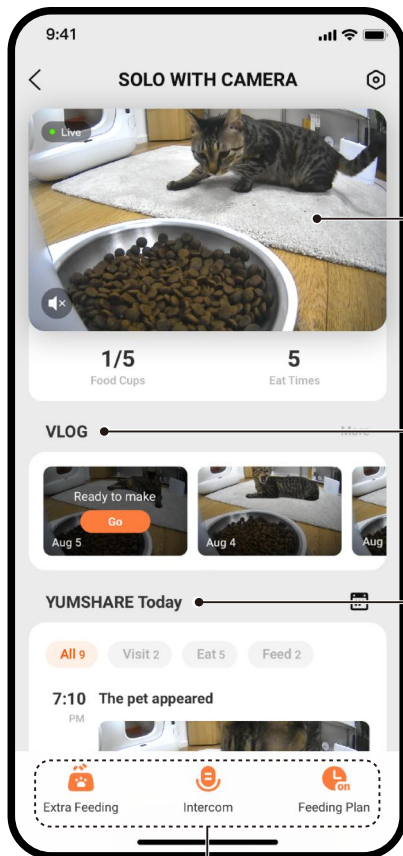 9:41
SOLO WITH CAMERA
Live
1/5 5
Food Cups Eat Times
VLOG More
Ready to make
Go
Aug 5 Aug 4 Aug
YUMSHARE Today
All 9 Visit 2 Eat 5 Feed 2
7:10 The pet appeared
PM
on
Extra Feeding Intercom Feeding Plan